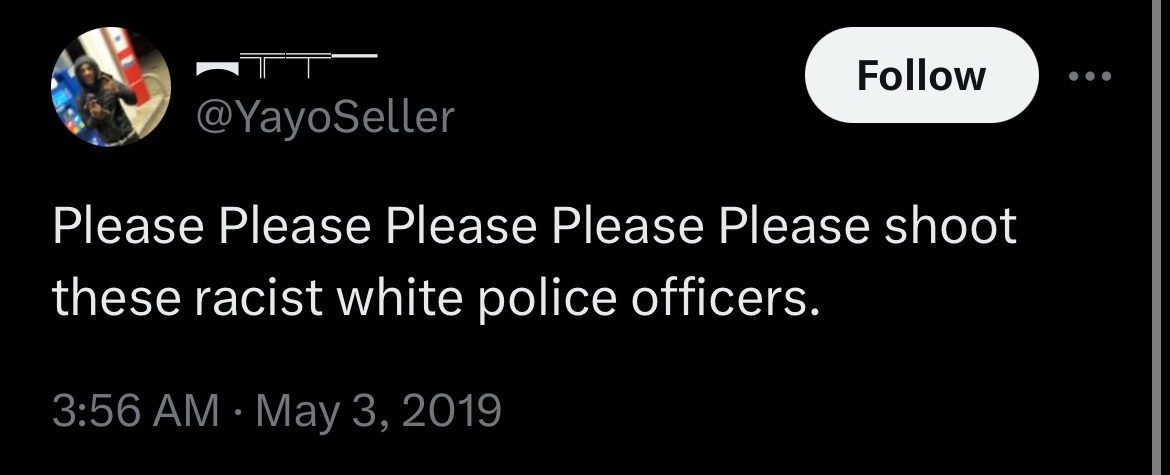 ︻╦╤─
@YayoSeller
Follow
Please Please Please Please Please shoot
these racist white police officers.
3:56 AM · May 3, 2019